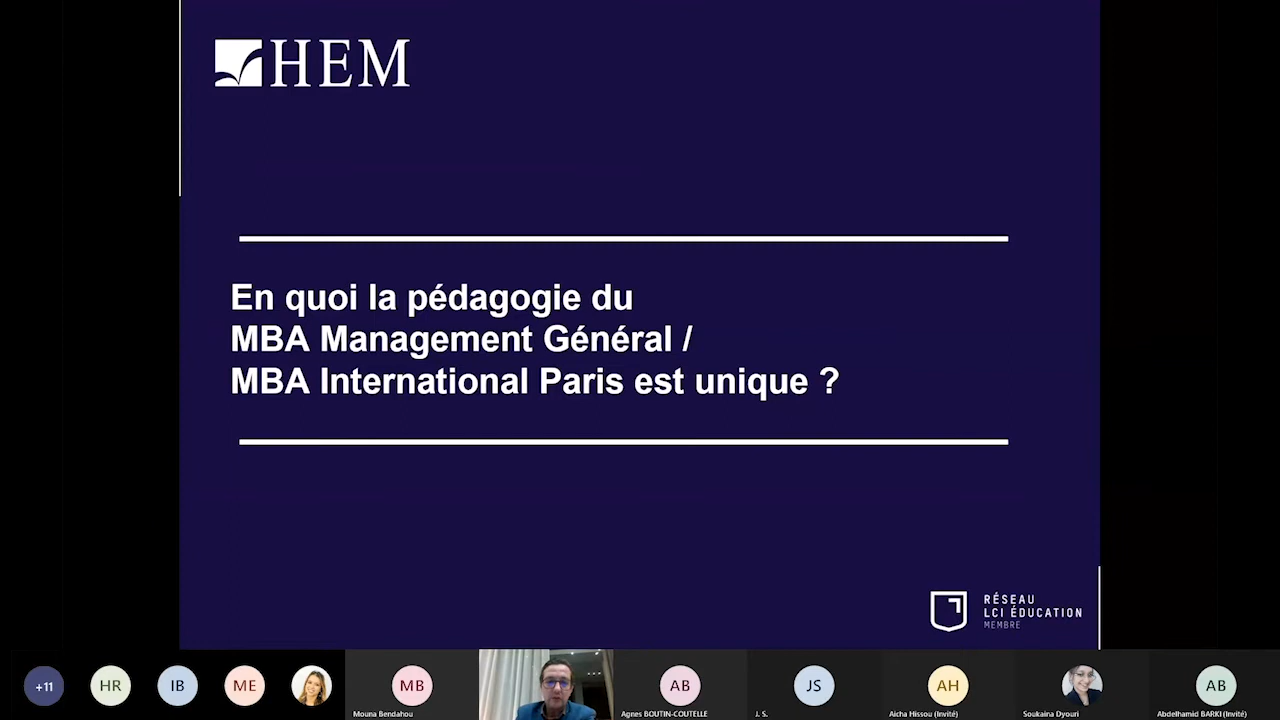 HEM
En quoi la pédagogie du
MBA Management Général /
MBA International Paris est unique ?
RÉSEAU
LCI ÉDUCATION
MEMBRE
+11
HR
IB
ME
MB
AB
JS
AH
AB
Mouna Bendahou
Agnes BOUTIN-COUTELLE
J. S.
Aicha Hissou (Invité)
Soukaina Dyouri
Abdelhamid BARKI (Invité)